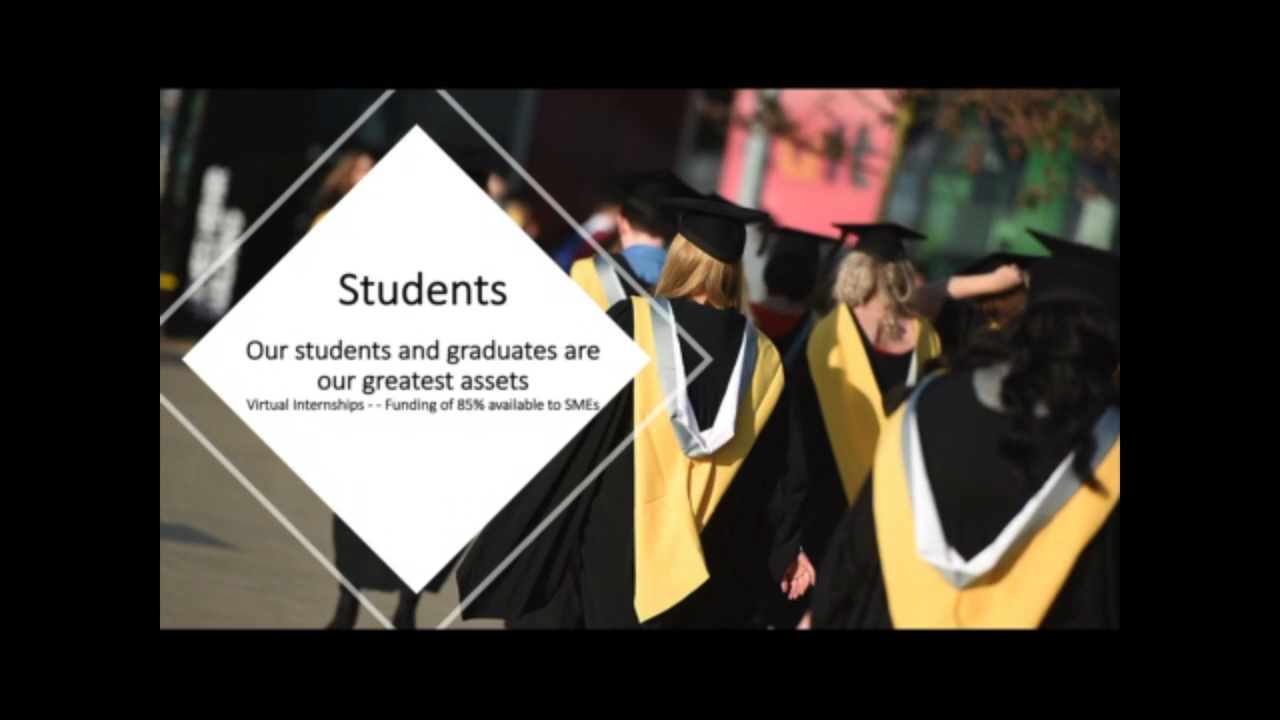 Students
Our students and graduates are
our greatest assets
Virtual Internships - - Funding of 85% available to SMEs